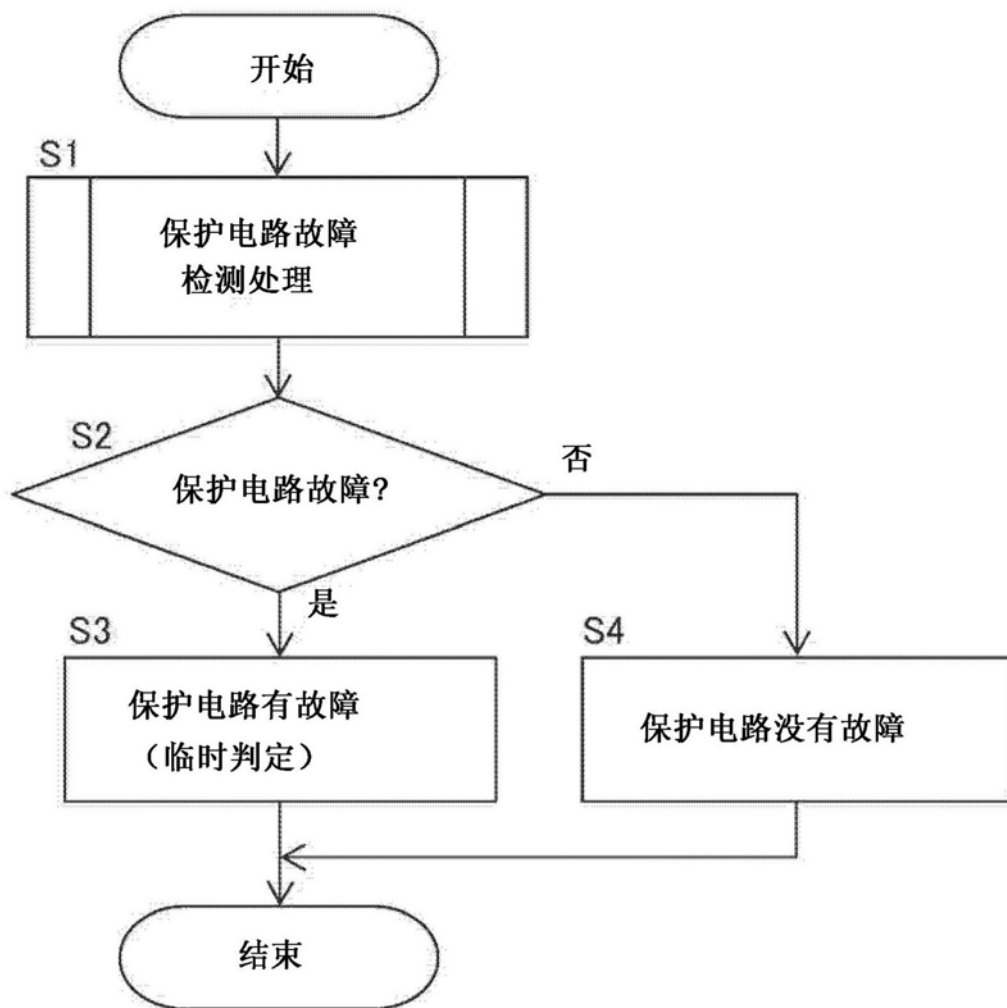 开始
S1
保护电路故障
检测处理
S2
保护电路故障?
否
是
S3
保护电路有故障
（临时判定）
S4
保护电路没有故障
结束